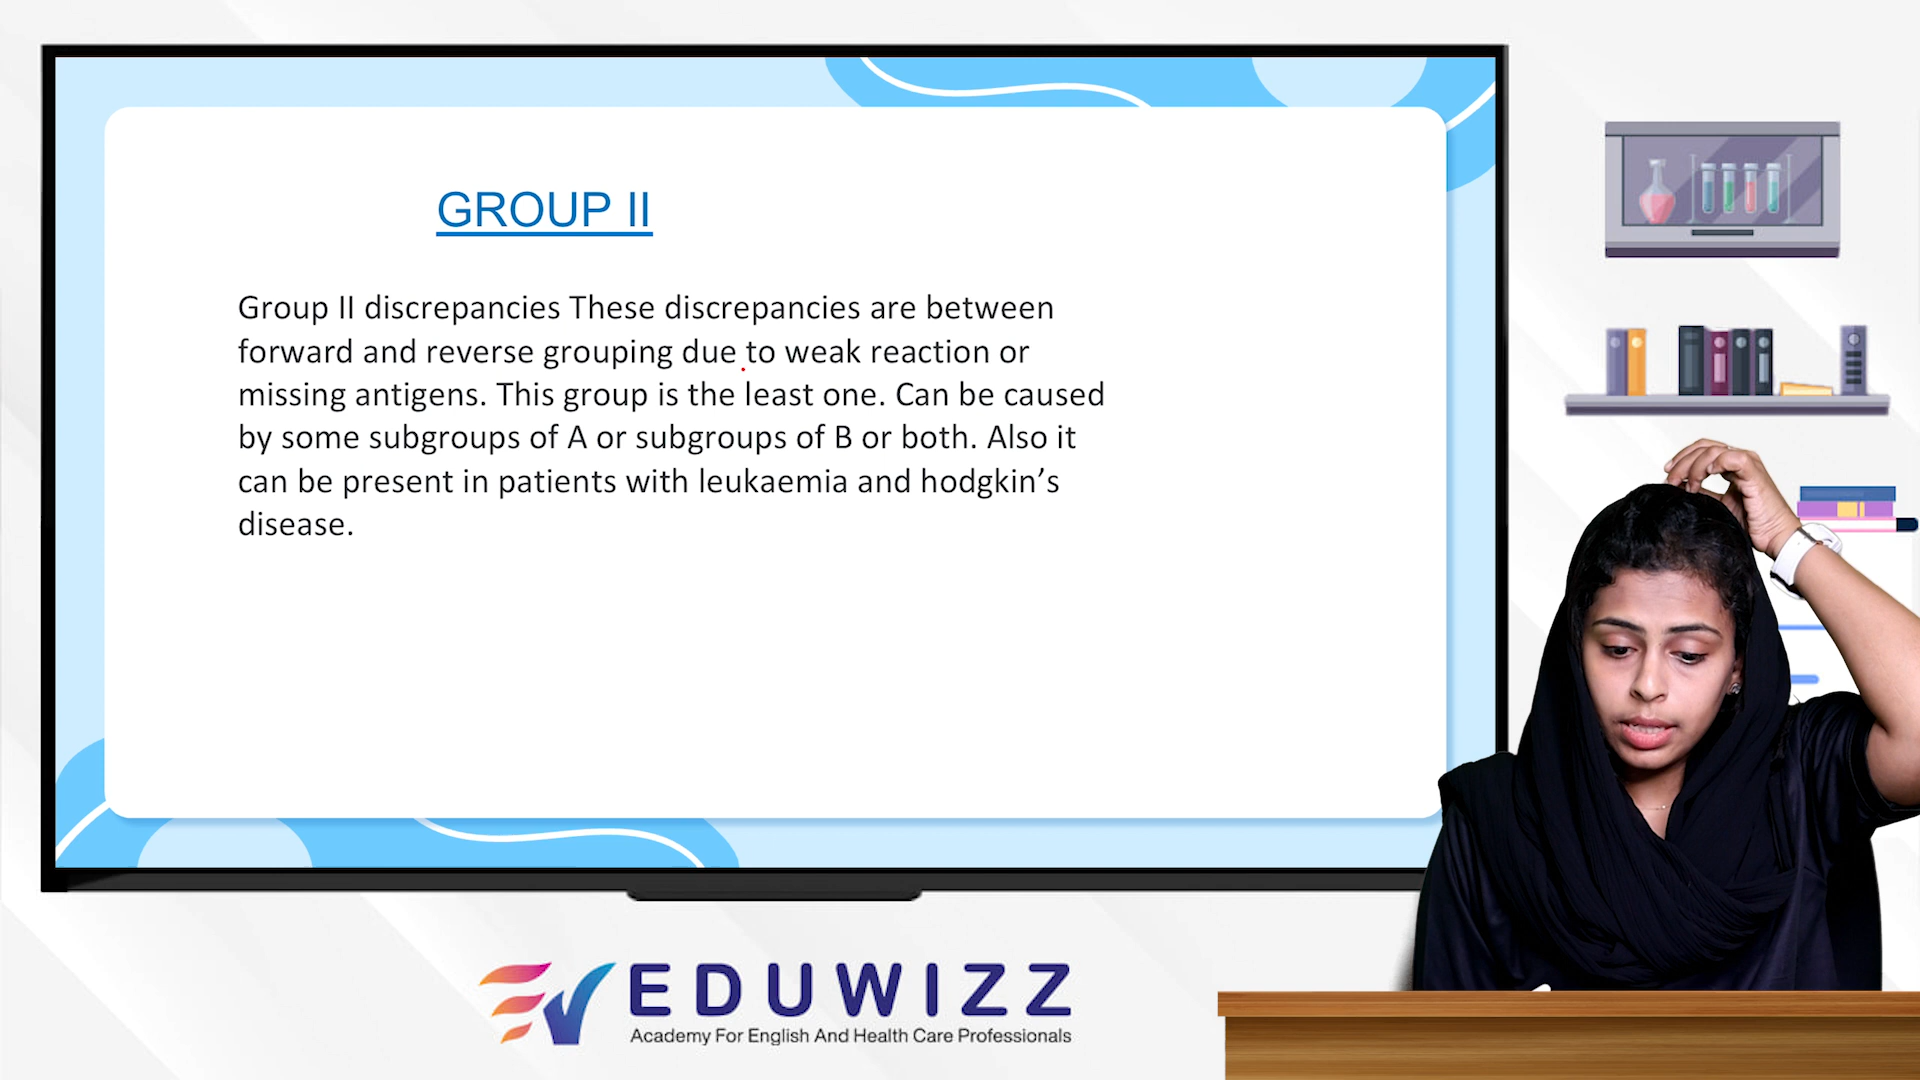 GROUP II
Group II discrepancies These discrepancies are between
forward and reverse grouping due to weak reaction or
missing antigens. This group is the least one. Can be caused
by some subgroups of A or subgroups of B or both. Also it
can be present in patients with leukaemia and hodgkin’s
disease.
EDUWIZZ
Academy For English And Health Care Professionals